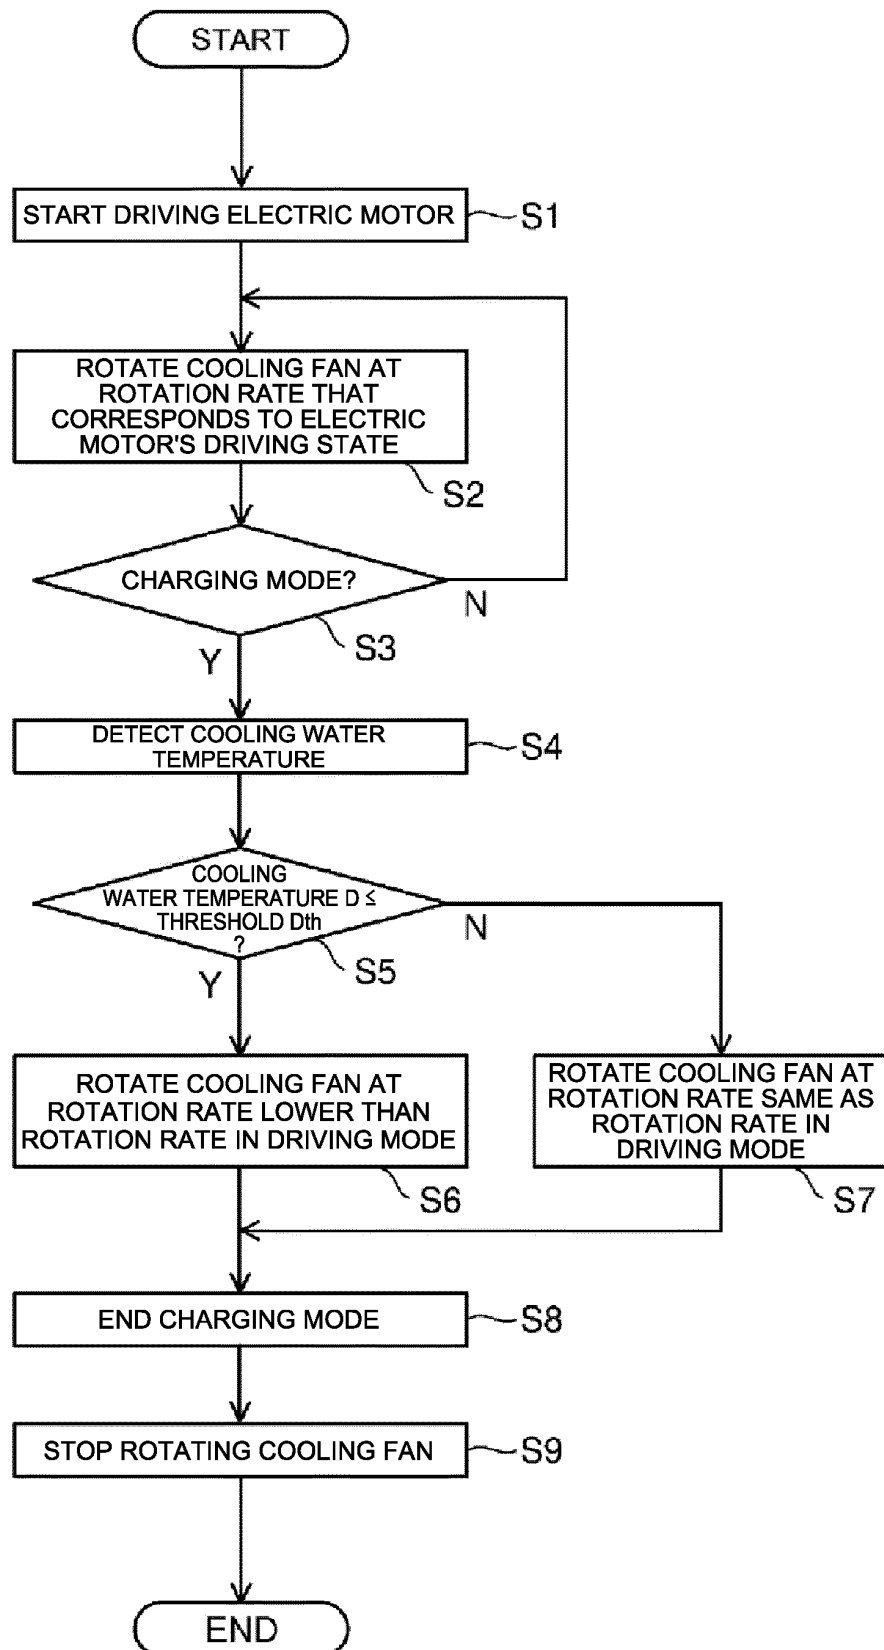 START
START DRIVING ELECTRIC MOTOR
S1
ROTATE COOLING FAN AT
ROTATION RATE THAT
CORRESPONDS TO ELECTRIC
MOTOR'S DRIVING STATE
S2
CHARGING MODE?
N
S3
Y
DETECT COOLING WATER
TEMPERATURE
S4
COOLING
WATER TEMPERATURE D ≤
THRESHOLD Dth
?
N
S5
Y
ROTATE COOLING FAN AT
ROTATION RATE LOWER THAN
ROTATION RATE IN DRIVING MODE
S6
ROTATE COOLING FAN AT
ROTATION RATE SAME AS
ROTATION RATE IN
DRIVING MODE
S7
END CHARGING MODE
S8
STOP ROTATING COOLING FAN
S9
END